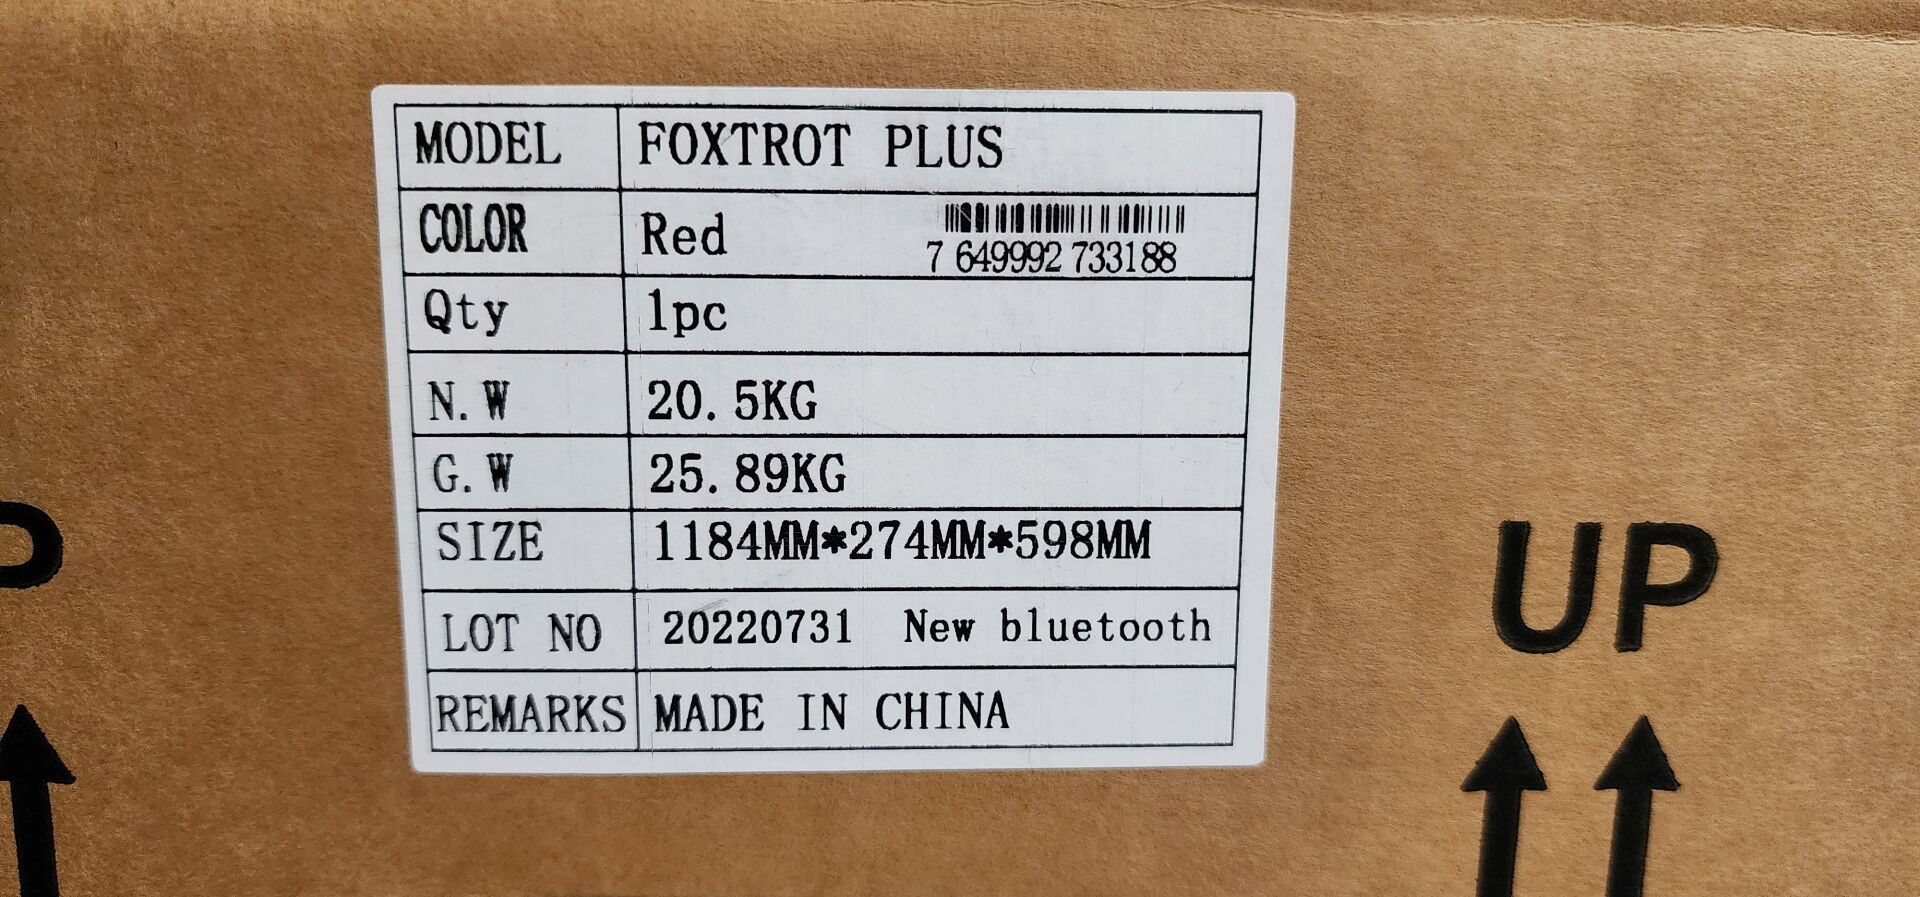 MODEL FOXTROT PLUS
COLOR Red
7 649992 733188
Qty 1pc
N.W 20.5KG
G.W 25.89KG
SIZE 1184MM*274MM*598MM
LOT NO 20220731 New bluetooth
REMARKS MADE IN CHINA
P
UP